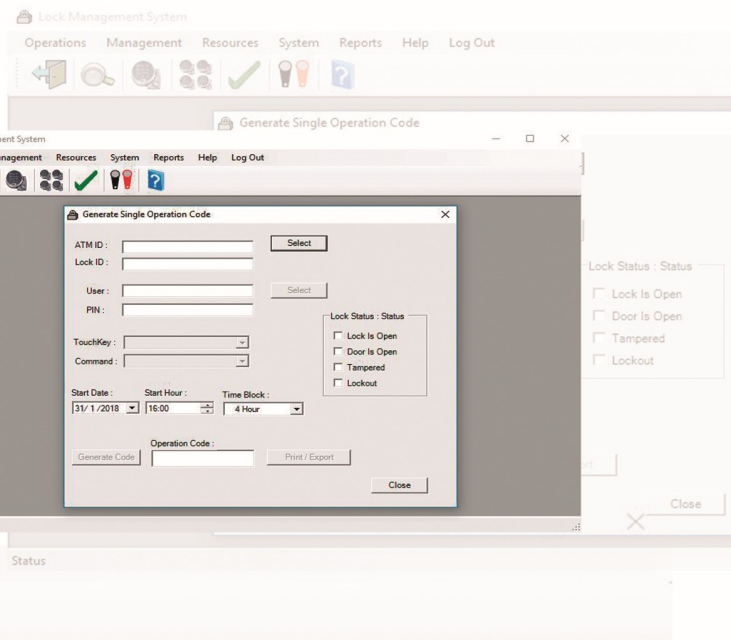 Lock Management System
Operations Management Resources System Reports Help Log Out
Generate Single Operation Code
ment System
nagement Resources System Reports Help Log Out
Generate Single Operation Code
ATM ID : Select
Lock ID :
User : Select
PIN :
Lock Status : Status
Lock Is Open
Door Is Open
Tampered
Lockout
TouchKey :
Command :
Start Date : Start Hour : Time Block :
31/ 1 /2018 16:00 4 Hour
Operation Code :
Generate Code Print / Export
Close
Lock Status : Status
Lock Is Open
Door Is Open
Tampered
Lockout
Close
Status